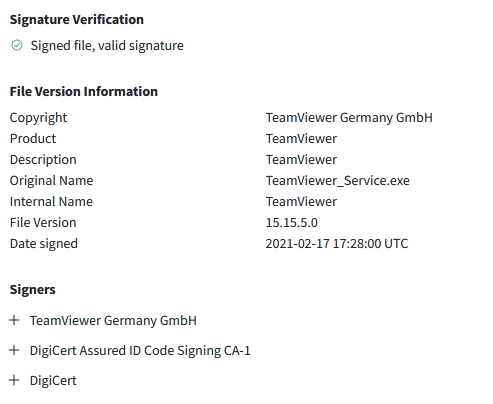 Signature Verification
Signed file, valid signature
File Version Information
Copyright TeamViewer Germany GmbH
Product TeamViewer
Description TeamViewer
Original Name TeamViewer_Service.exe
Internal Name TeamViewer
File Version 15.15.5.0
Date signed 2021-02-17 17:28:00 UTC
Signers
+ TeamViewer Germany GmbH
+ DigiCert Assured ID Code Signing CA-1
+ DigiCert